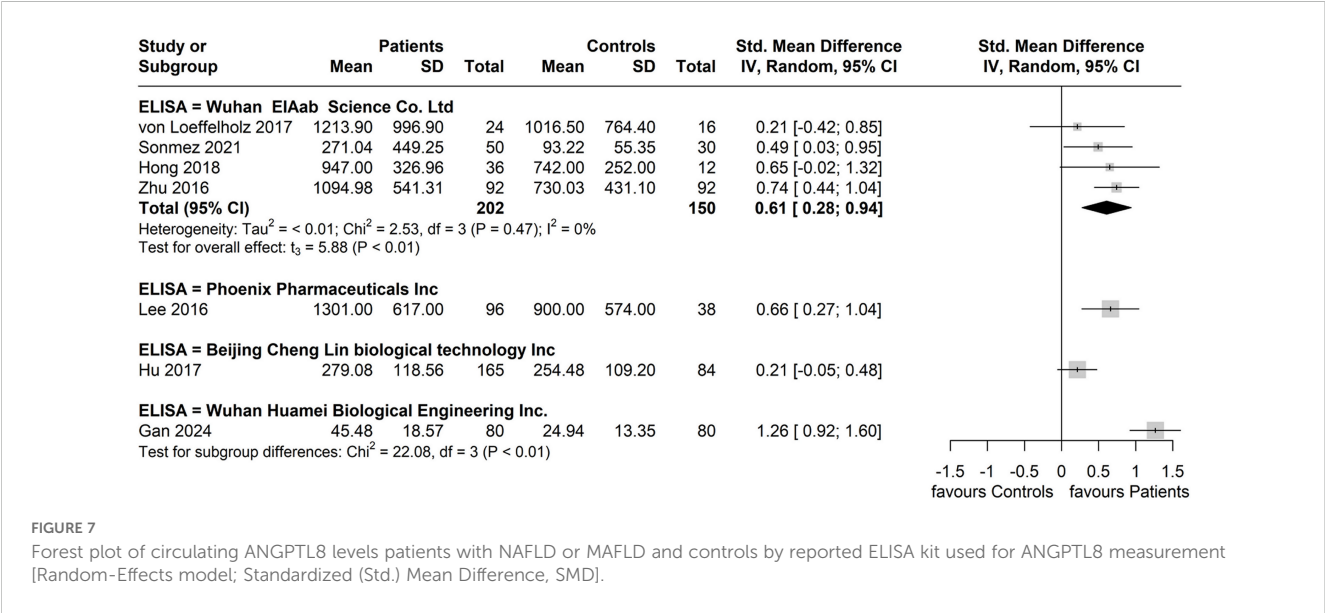 Study or Patients Controls Std. Mean Difference Std. Mean Difference
Subgroup Mean SD Total Mean SD Total IV, Random, 95% CI IV, Random, 95% CI
ELISA = Wuhan EIAab Science Co. Ltd
von Loeffelholz 2017 1213.90 996.90 24 1016.50 764.40 16 0.21 [-0.42; 0.85]
Sonmez 2021 271.04 449.25 50 93.22 55.35 30 0.49 [ 0.03; 0.95]
Hong 2018 947.00 326.96 36 742.00 252.00 12 0.65 [-0.02; 1.32]
Zhu 2016 1094.98 541.31 92 730.03 431.10 92 0.74 [ 0.44; 1.04]
Total (95% CI) 202 150 0.61 [ 0.28; 0.94]
Heterogeneity: Tau² = < 0.01; Chi² = 2.53, df = 3 (P = 0.47); I² = 0%
Test for overall effect: t₃ = 5.88 (P < 0.01)
ELISA = Phoenix Pharmaceuticals Inc
Lee 2016 1301.00 617.00 96 900.00 574.00 38 0.66 [ 0.27; 1.04]
ELISA = Beijing Cheng Lin biological technology Inc
Hu 2017 279.08 118.56 165 254.48 109.20 84 0.21 [-0.05; 0.48]
ELISA = Wuhan Huamei Biological Engineering Inc.
Gan 2024 45.48 18.57 80 24.94 13.35 80 1.26 [ 0.92; 1.60]
Test for subgroup differences: Chi² = 22.08, df = 3 (P < 0.01)
-1.5 -1 -0.5 0 0.5 1 1.5
favours Controls favours Patients
FIGURE 7
Forest plot of circulating ANGPTL8 levels patients with NAFLD or MAFLD and controls by reported ELISA kit used for ANGPTL8 measurement
[Random-Effects model; Standardized (Std.) Mean Difference, SMD].